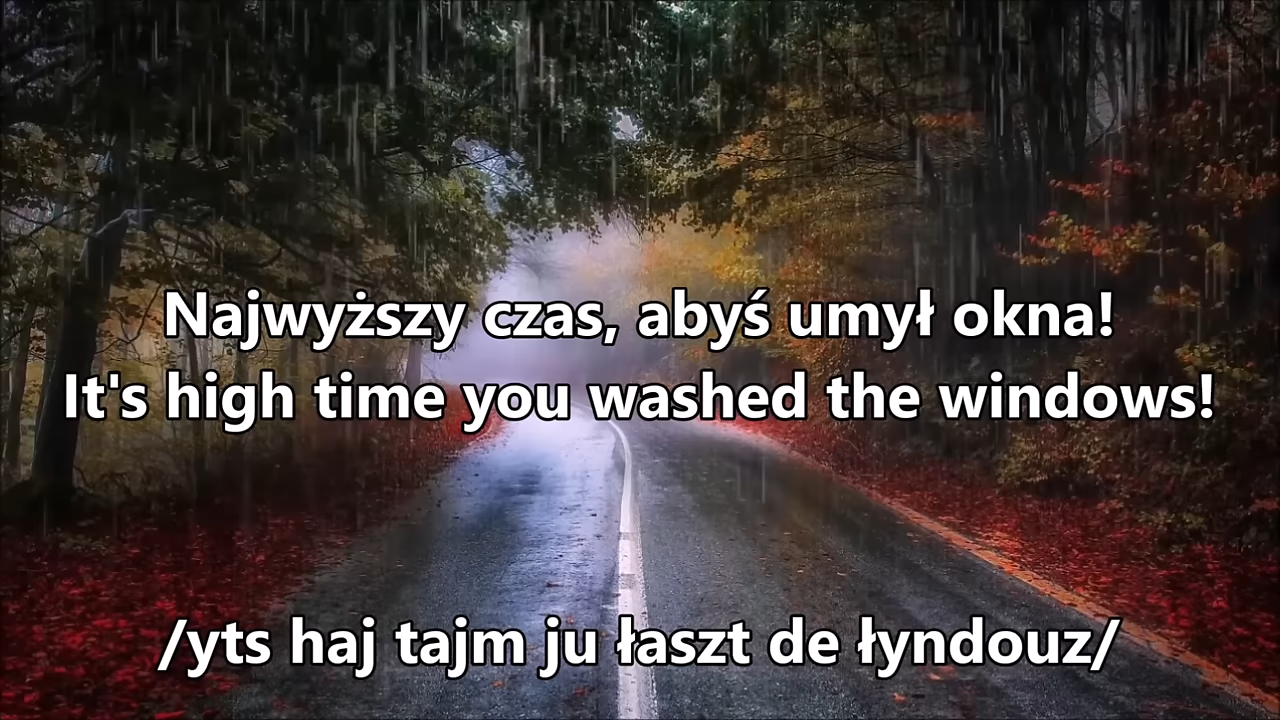 Najwyższy czas, abyś umył okna!
It's high time you washed the windows!
/yts haj tajm ju łaszt de łyndouz/